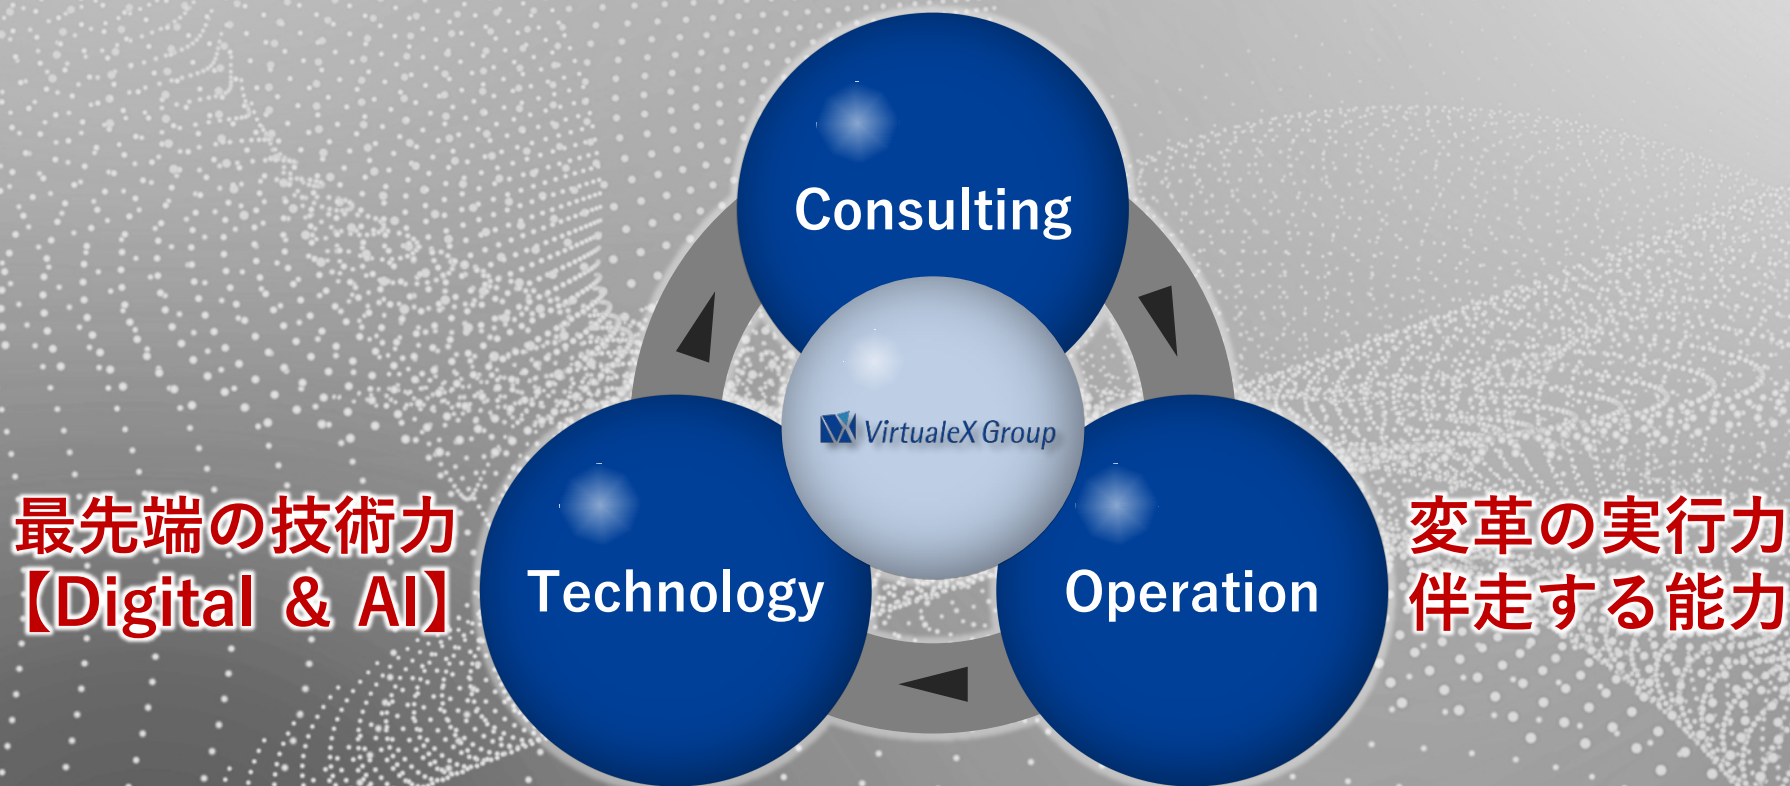 Consulting
VirtualeX Group
最先端の技術力
【Digital & AI】
Technology
Operation
変革の実行力
伴走する能力